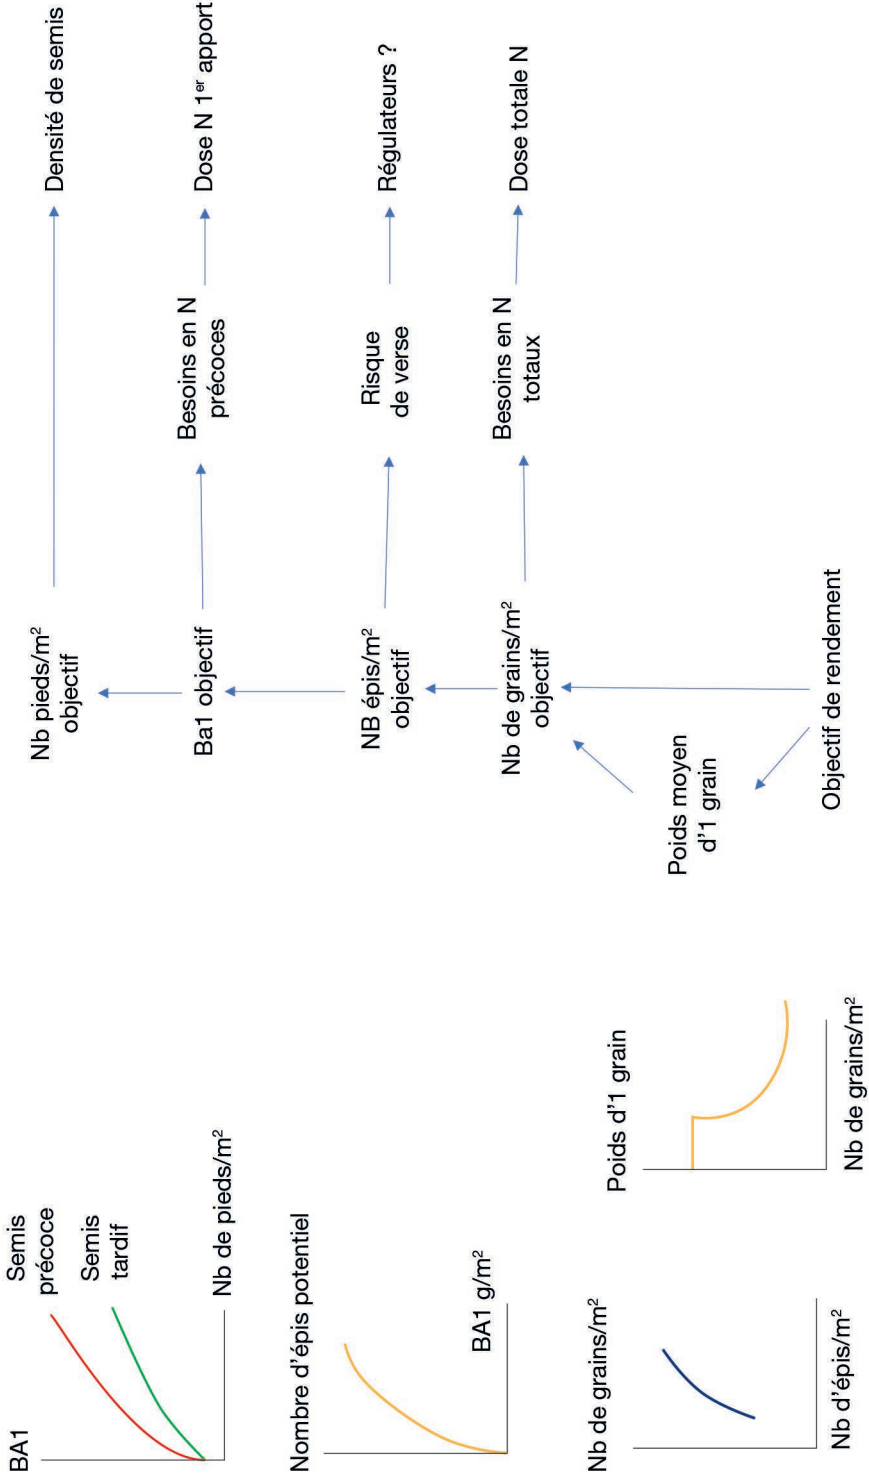 BA1
Semis
précoce
Semis
tardif
Nb de pieds/m²
Nombre d'épis potentiel
BA1 g/m²
Nb de grains/m²
Nb d'épis/m²
Poids d'1 grain
Nb de grains/m²
Nb pieds/m²
objectif
Densité de semis
Ba1 objectif
Besoins en N
précoces
Dose N 1er apport
NB épis/m²
objectif
Risque
de verse
Régulateurs ?
Nb de grains/m²
objectif
Besoins en N
totaux
Dose totale N
Poids moyen
d'1 grain
Objectif de rendement